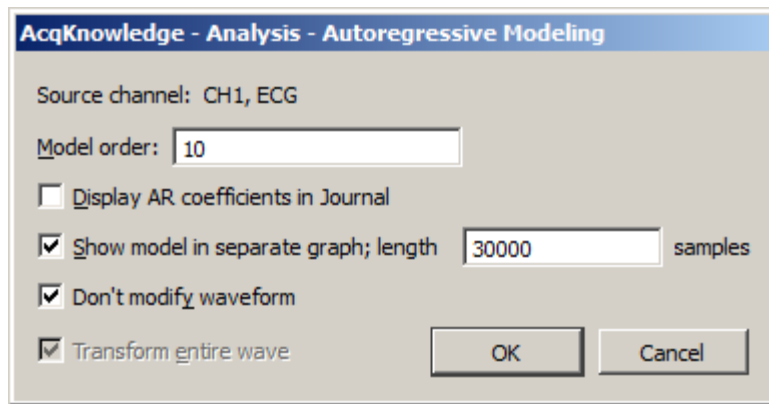 AcqKnowledge - Analysis - Autoregressive Modeling
Source channel: CH1, ECG
Model order: 10
Display AR coefficients in Journal
Show model in separate graph; length 30000 samples
Don't modify waveform
Transform entire wave OK Cancel